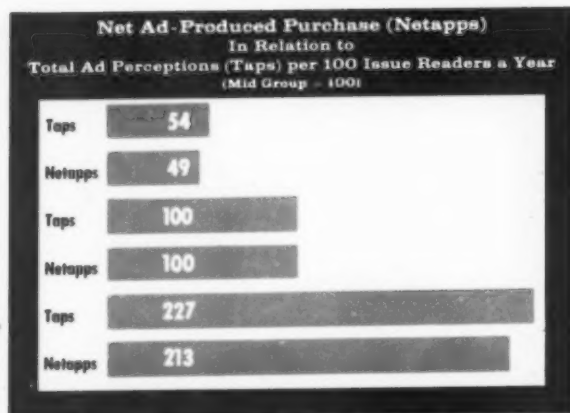 Net Ad-Produced Purchase (Netapps)
In Relation to
Total Ad Perceptions (Taps) per 100 Issue Readers a Year
(Mid Group – 100)
Taps 54
Netapps 49
Taps 100
Netapps 100
Taps 227
Netapps 213